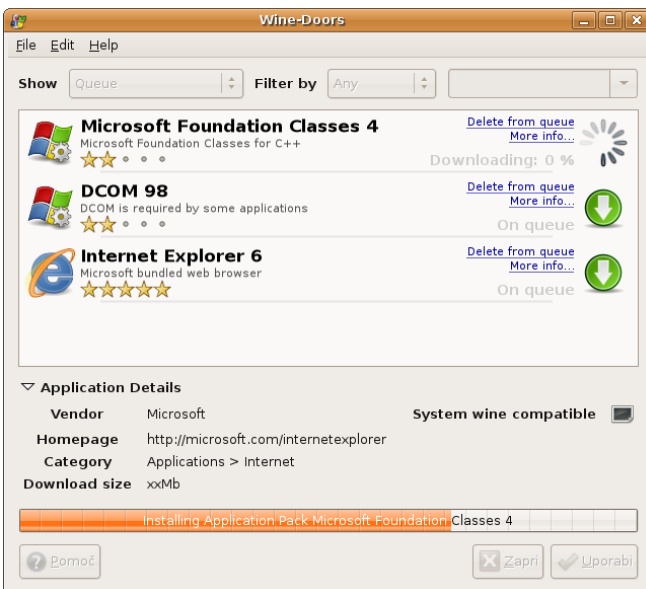 Wine-Doors
File Edit Help
Show Queue Filter by Any
Microsoft Foundation Classes 4
Microsoft Foundation Classes for C++
Delete from queue
More info...
Downloading: 0 %
DCOM 98
DCOM is required by some applications
Delete from queue
More info...
On queue
Internet Explorer 6
Microsoft bundled web browser
Delete from queue
More info...
On queue
Application Details
Vendor Microsoft System wine compatible
Homepage http://microsoft.com/internetexplorer
Category Applications > Internet
Download size xxMb
Installing Application Pack Microsoft Foundation Classes 4
Pomoč Zapri Uporabi